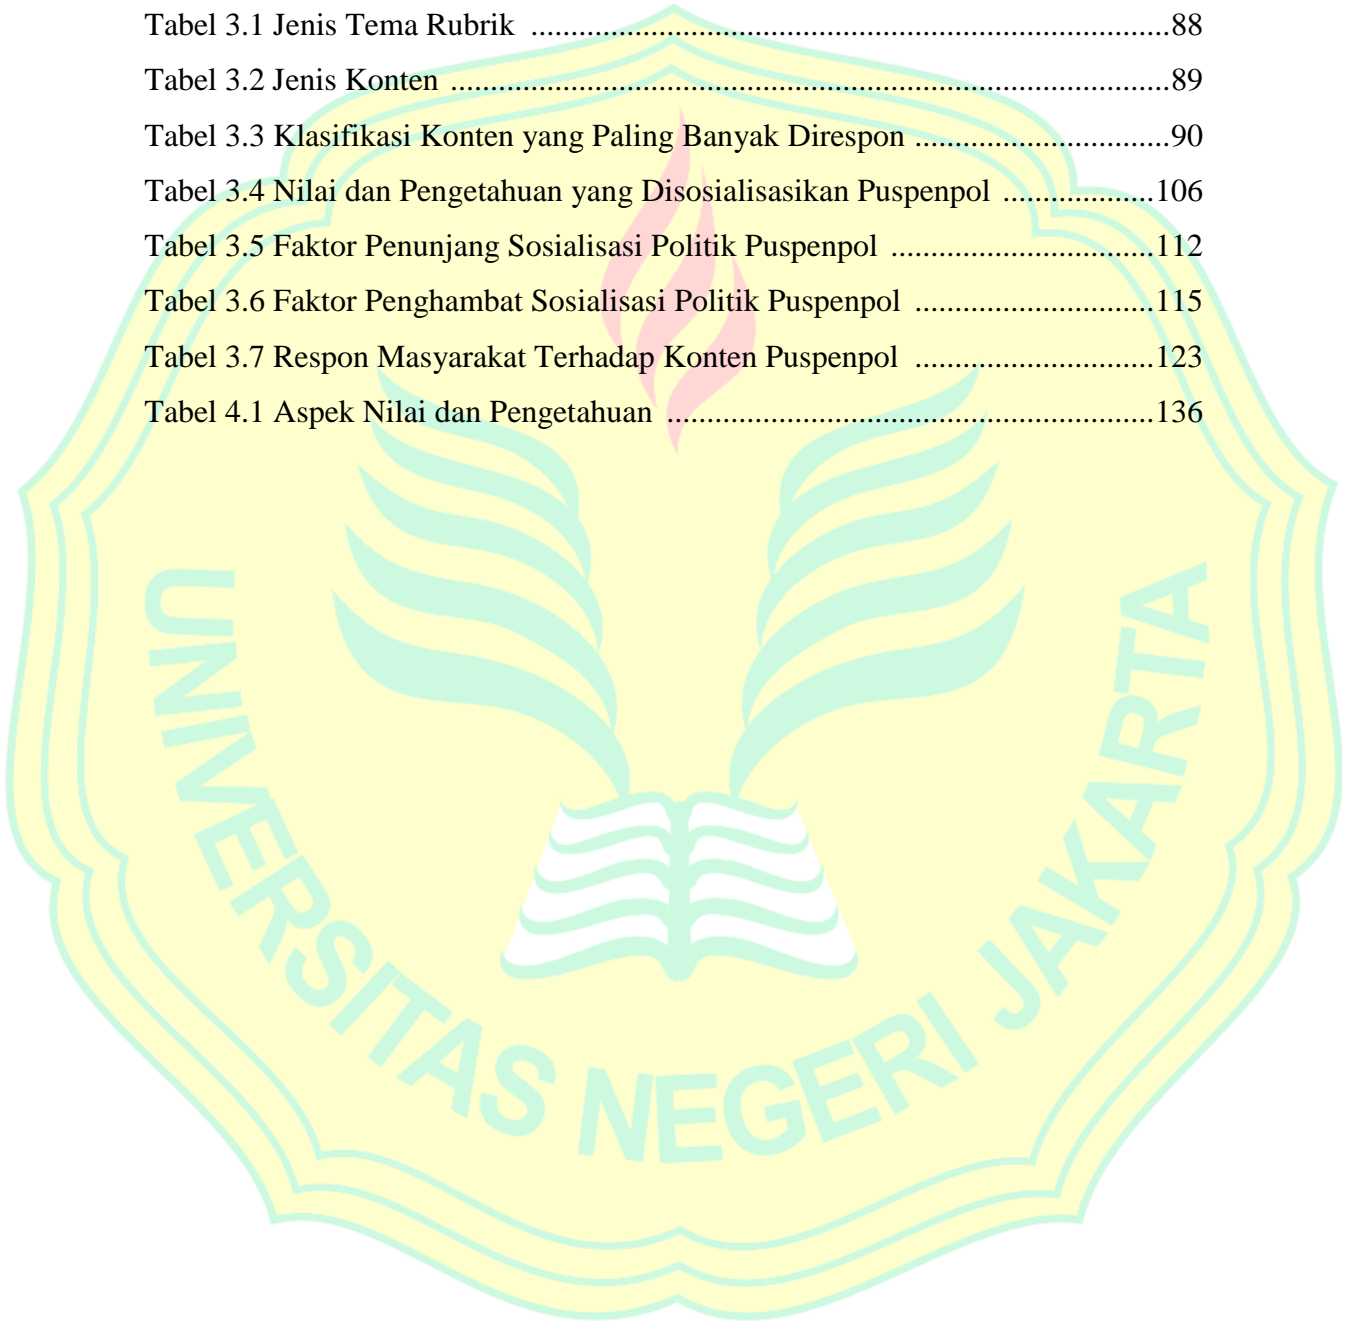 Tabel 3.1 Jenis Tema Rubrik ............................................................................88
Tabel 3.2 Jenis Konten ......................................................................................89
Tabel 3.3 Klasifikasi Konten yang Paling Banyak Direspon ..............................90
Tabel 3.4 Nilai dan Pengetahuan yang Disosialisasikan Puspenpol ..................106
Tabel 3.5 Faktor Penunjang Sosialisasi Politik Puspenpol ...............................112
Tabel 3.6 Faktor Penghambat Sosialisasi Politik Puspenpol ............................115
Tabel 3.7 Respon Masyarakat Terhadap Konten Puspenpol ............................123
Tabel 4.1 Aspek Nilai dan Pengetahuan ..........................................................136
UNIVERSITAS NEGERI JAKARTA